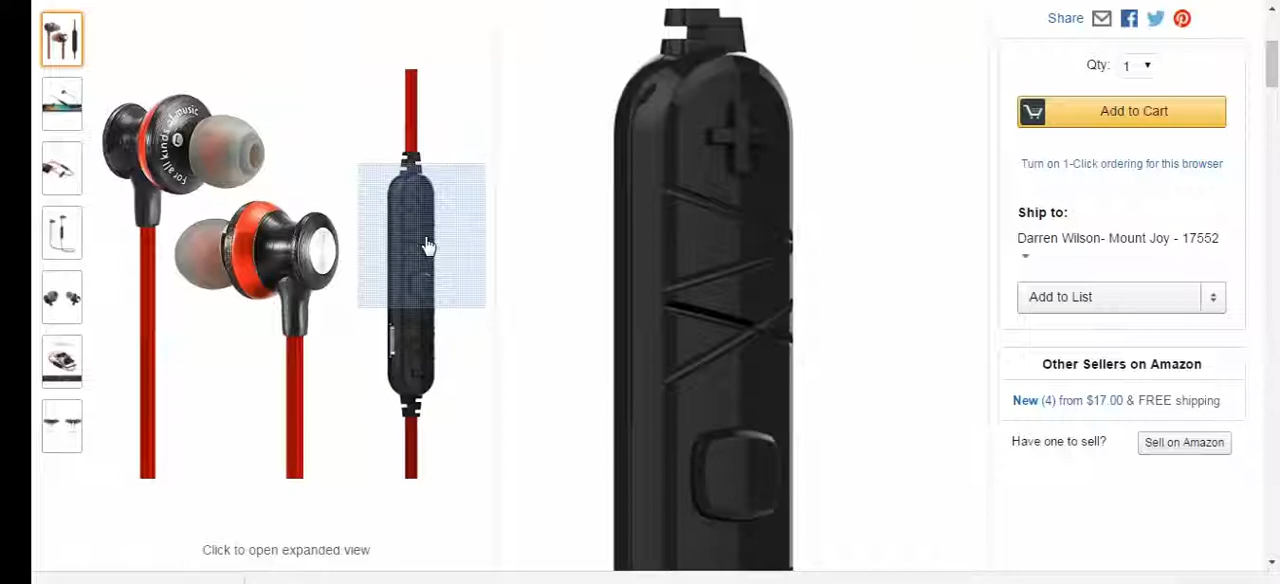 Share
Qty: 1
Add to Cart
Turn on 1-Click ordering for this browser
Ship to:
Darren Wilson- Mount Joy - 17552
Add to List
Other Sellers on Amazon
New (4) from $17.00 & FREE shipping
Have one to sell? Sell on Amazon
For all kinds of music
Click to open expanded view